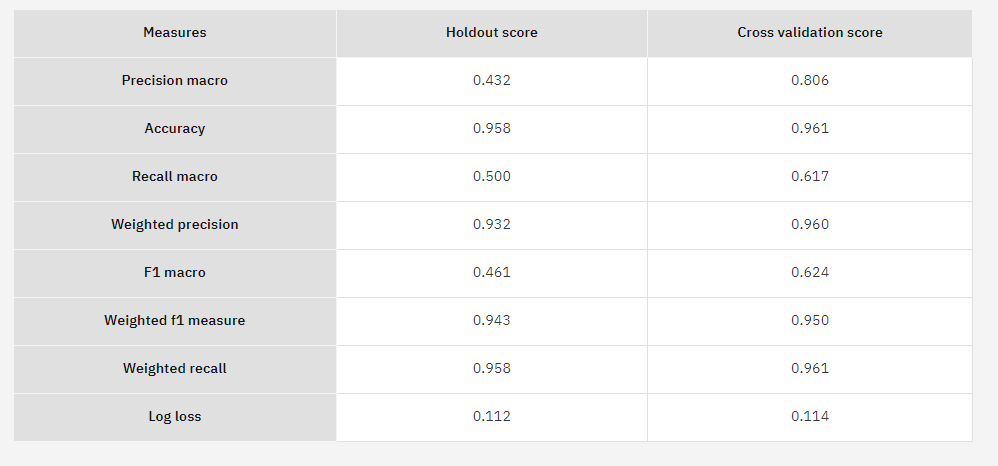 Measures Holdout score Cross validation score
Precision macro 0.432 0.806
Accuracy 0.958 0.961
Recall macro 0.500 0.617
Weighted precision 0.932 0.960
F1 macro 0.461 0.624
Weighted f1 measure 0.943 0.950
Weighted recall 0.958 0.961
Log loss 0.112 0.114